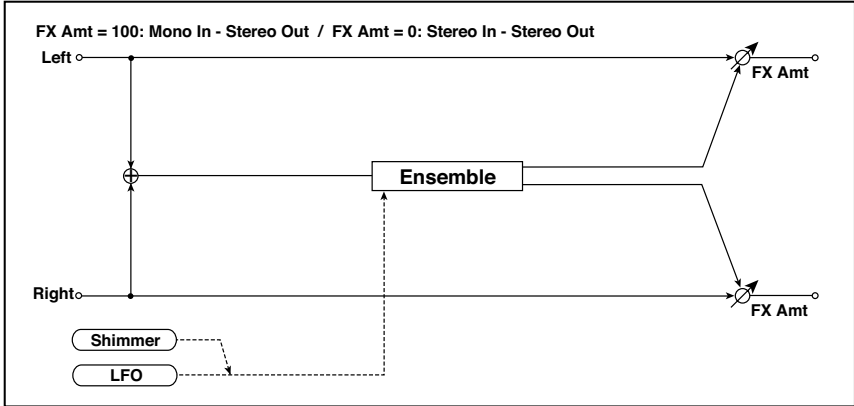 FX Amt = 100: Mono In - Stereo Out / FX Amt = 0: Stereo In - Stereo Out
Left
FX Amt
Ensemble
Right
FX Amt
Shimmer
LFO